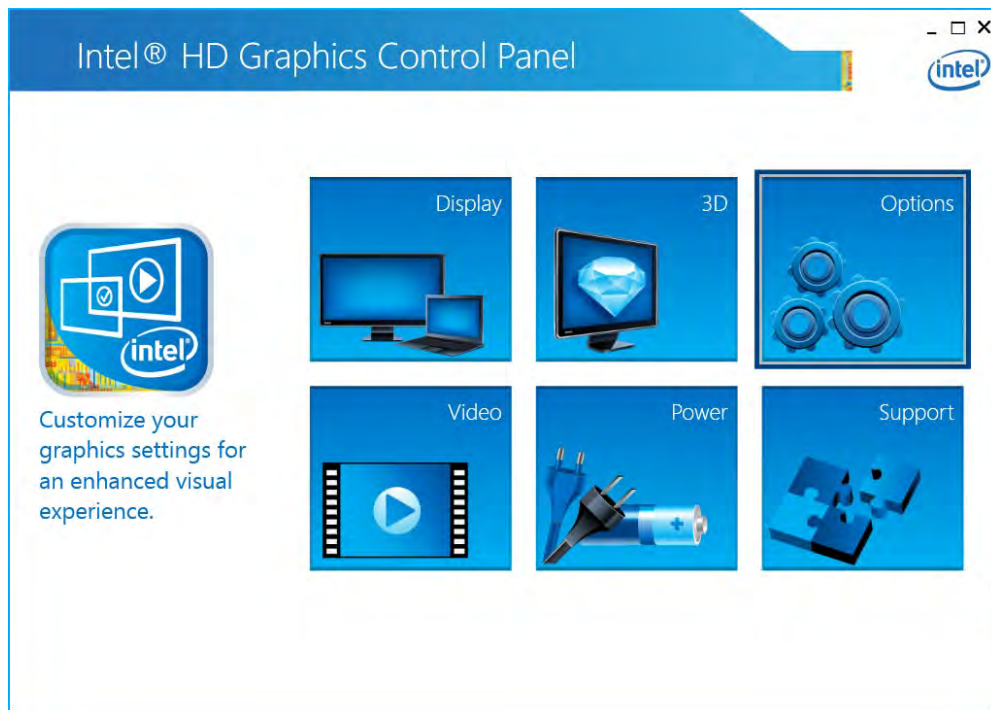 Intel® HD Graphics Control Panel
intel
Display
3D
Options
intel
Customize your
graphics settings for
an enhanced visual
experience.
Video
Power
Support